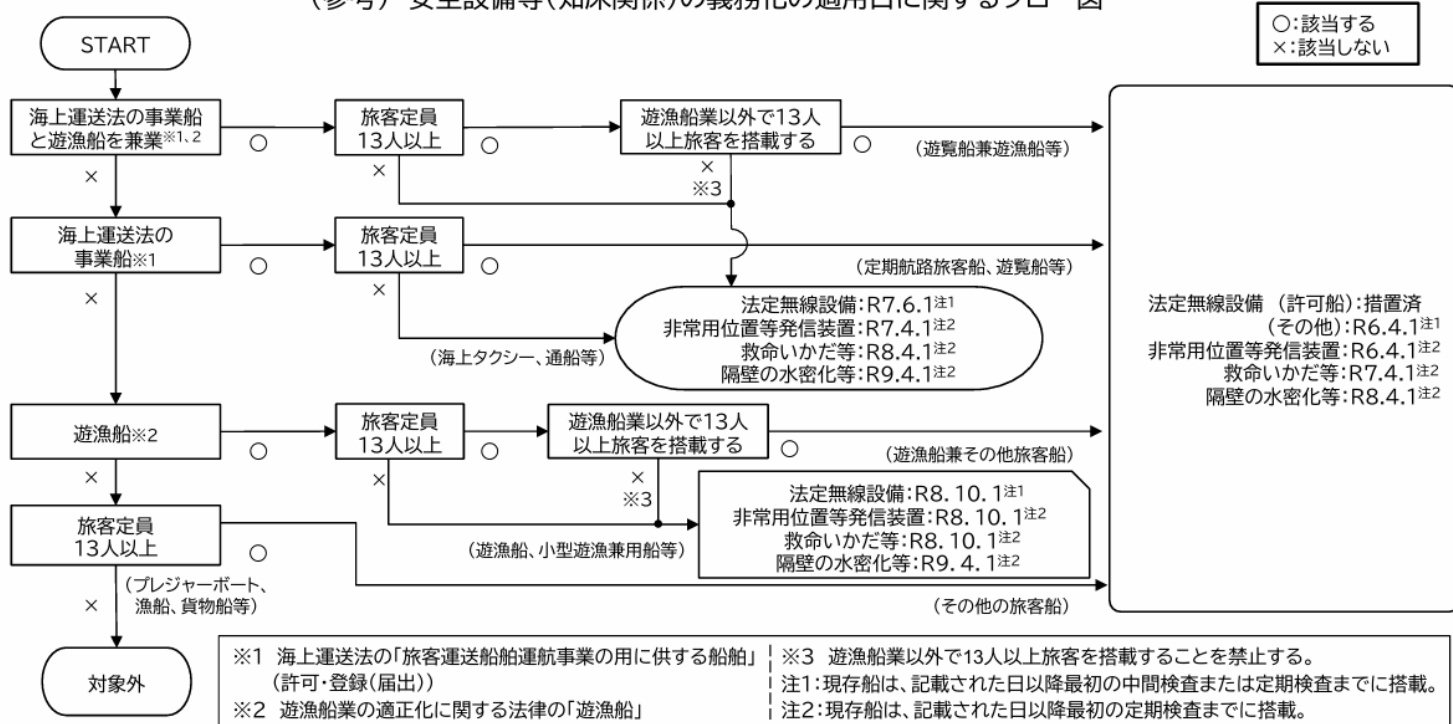 (参考) 安全設備等(知床関係)の義務化の適用日に関するフロー図
○:該当する
×:該当しない
START
海上運送法の事業船
と遊漁船を兼業※1、2
○
旅客定員
13人以上
○
遊漁船業以外で13人
以上旅客を搭載する
○
(遊覧船兼遊漁船等)
×
×
×
※3
海上運送法の
事業船※1
○
旅客定員
13人以上
○
(定期航路旅客船、遊覧船等)
×
×
(海上タクシー、通船等)
法定無線設備:R7.6.1注1
非常用位置等発信装置:R7.4.1注2
救命いかだ等:R8.4.1注2
隔壁の水密化等:R9.4.1注2
法定無線設備 (許可船):措置済
(その他):R6.4.1注1
非常用位置等発信装置:R6.4.1注2
救命いかだ等:R7.4.1注2
隔壁の水密化等:R8.4.1注2
遊漁船※2
○
旅客定員
13人以上
○
遊漁船業以外で13人
以上旅客を搭載する
○
(遊漁船兼その他旅客船)
×
×
×
※3
(遊漁船、小型遊漁兼用船等)
法定無線設備:R8.10.1注1
非常用位置等発信装置:R8.10.1注2
救命いかだ等:R8.10.1注2
隔壁の水密化等:R9.4.1注2
旅客定員
13人以上
○
(その他の旅客船)
×
(プレジャーボート、
漁船、貨物船等)
対象外
※1 海上運送法の「旅客運送船舶運航事業の用に供する船舶」
(許可・登録(届出))
※2 遊漁船業の適正化に関する法律の「遊漁船」
※3 遊漁船業以外で13人以上旅客を搭載することを禁止する。
注1:現存船は、記載された日以降最初の中間検査または定期検査までに搭載。
注2:現存船は、記載された日以降最初の定期検査までに搭載。